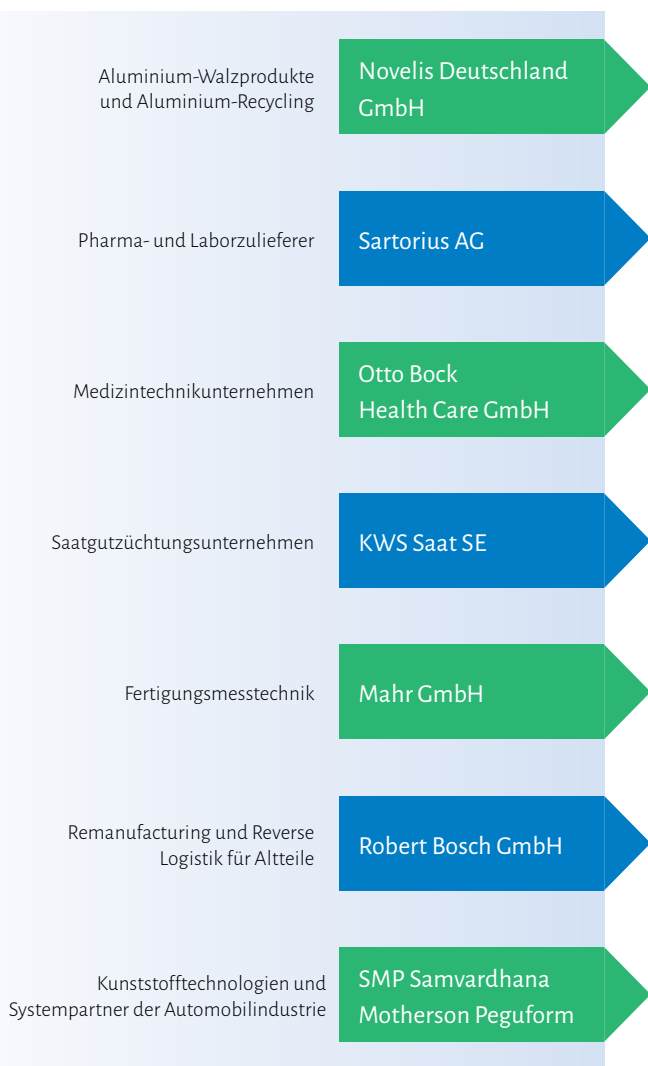 Aluminium-Walzprodukte
und Aluminium-Recycling
Novelis Deutschland
GmbH
Pharma- und Laborzulieferer
Sartorius AG
Medizintechnikunternehmen
Otto Bock
Health Care GmbH
Saatgutzüchtungsunternehmen
KWS Saat SE
Fertigungsmesstechnik
Mahr GmbH
Remanufacturing und Reverse
Logistik für Altteile
Robert Bosch GmbH
Kunststofftechnologien und
Systempartner der Automobilindustrie
SMP Samvardhana
Motherson Peguform